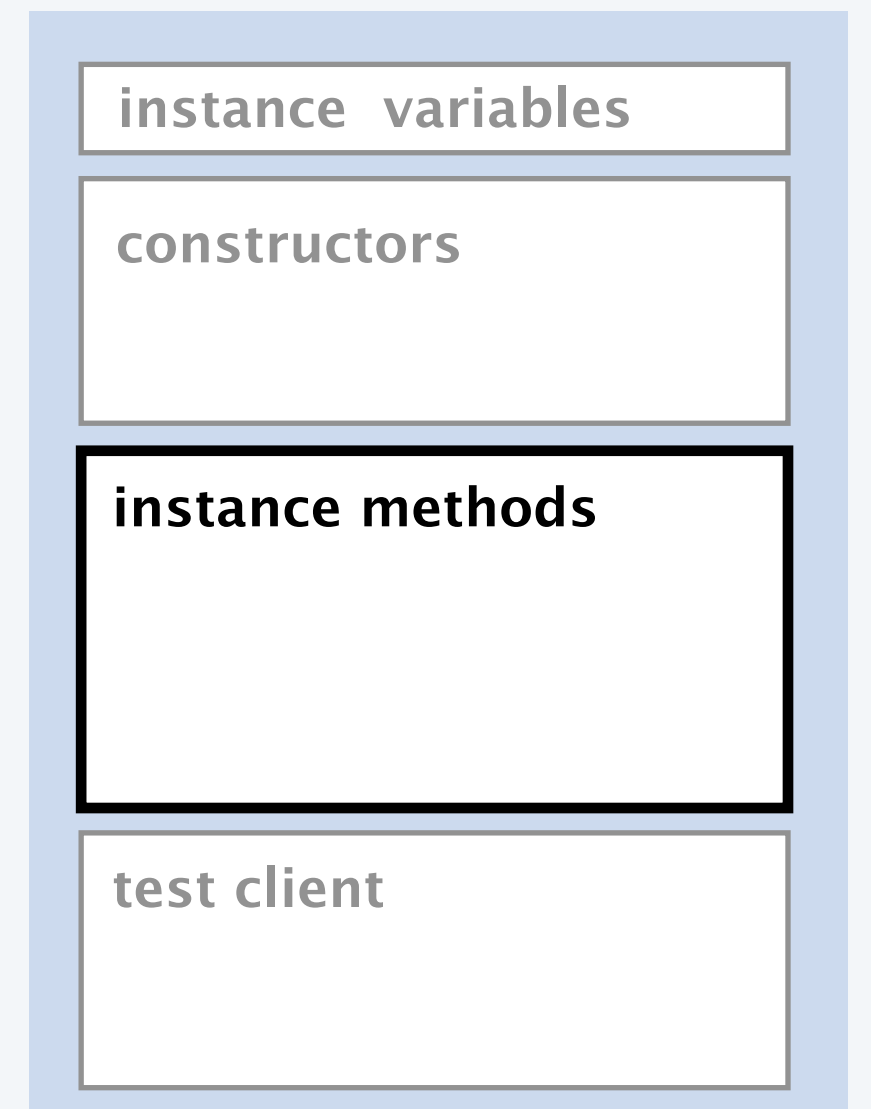 instance variables
constructors
instance methods
test client